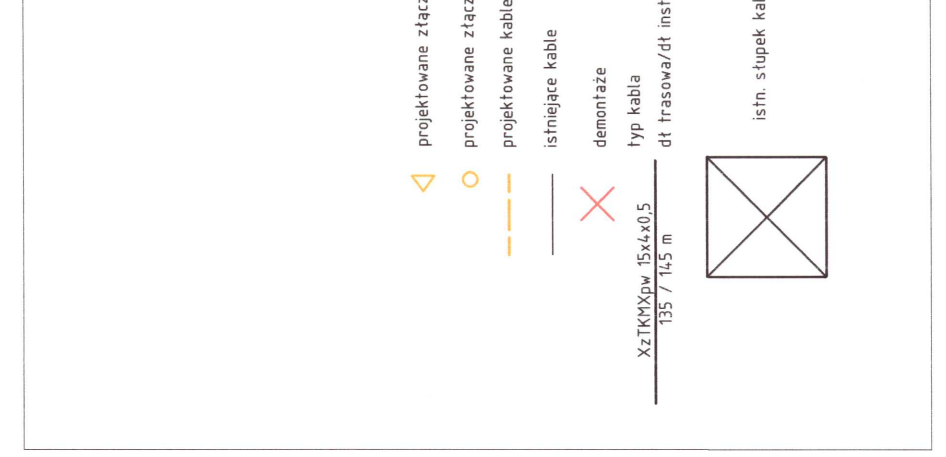 projektowane złącz
projektowane złącz
projektowane kable
istniejące kable
demontaże
typ kabla
XzTKMXpw 15x4x0,5
dł trasowa/dł inst
135 / 145 m
istn. słupek kab